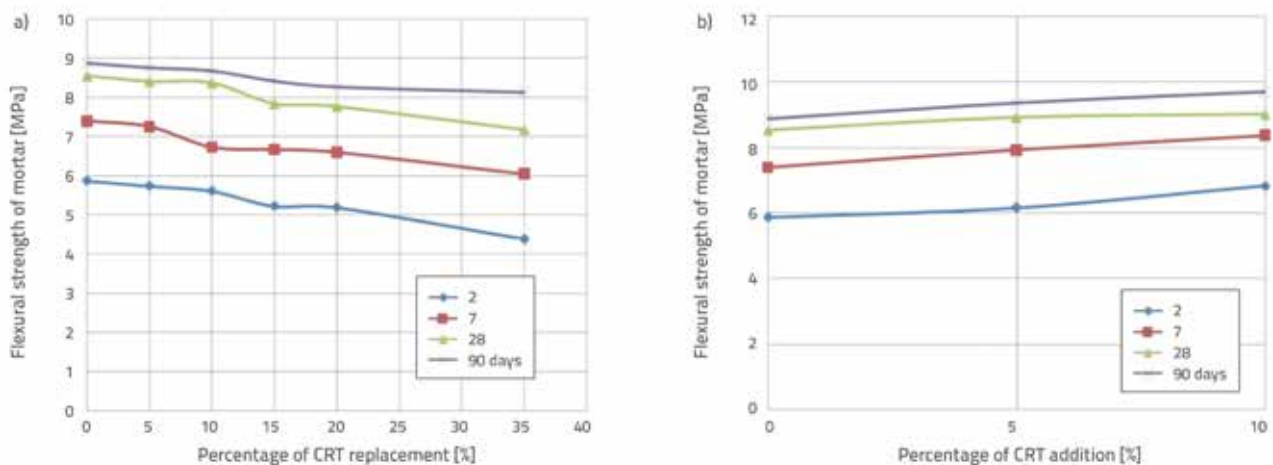 a)
Flexural strength of mortar [MPa]
10
9
8
7
6
5
4
3
2
1
0
0 5 10 15 20 25 30 35 40
Percentage of CRT replacement [%]
2
7
28
90 days
b)
Flexural strength of mortar [MPa]
12
10
8
6
4
2
0
0 5 10
Percentage of CRT addition [%]
2
7
28
90 days